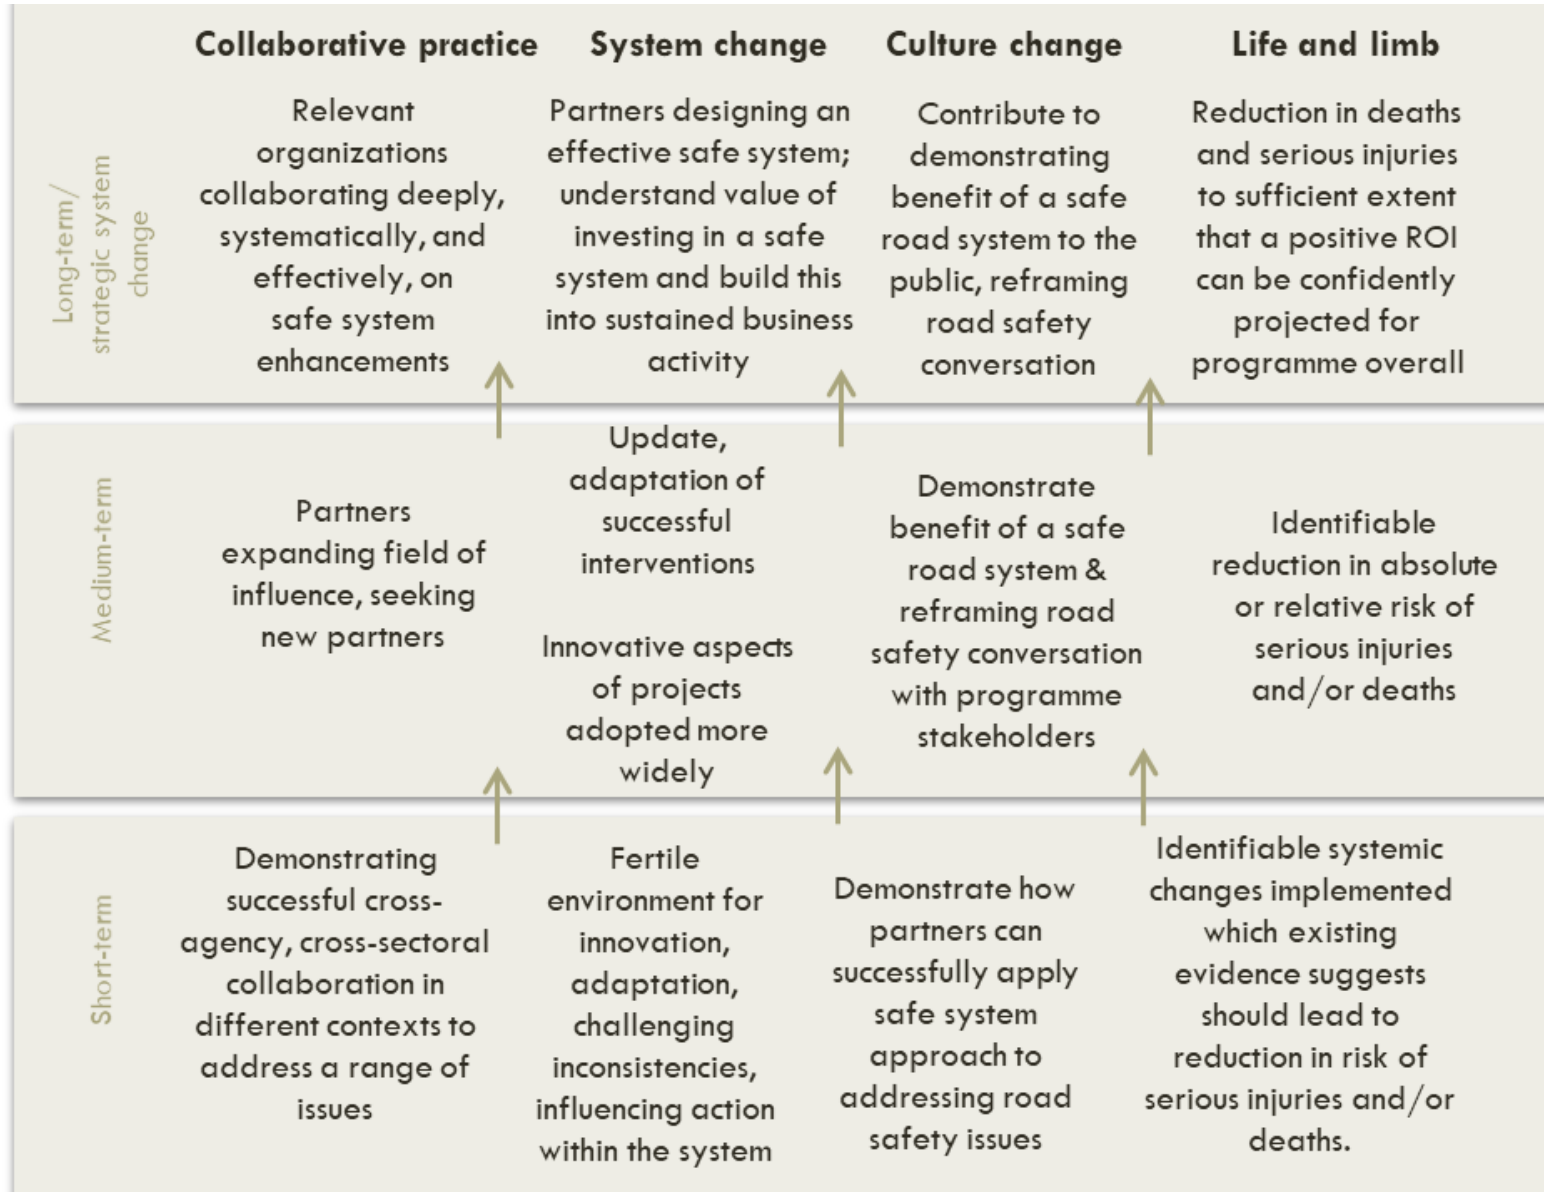 Collaborative practice
System change
Culture change
Life and limb
Long-term/
strategic system
change
Relevant
organizations
collaborating deeply,
systematically, and
effectively, on
safe system
enhancements
Partners designing an
effective safe system;
understand value of
investing in a safe
system and build this
into sustained business
activity
Contribute to
demonstrating
benefit of a safe
road system to the
public, reframing
road safety
conversation
Reduction in deaths
and serious injuries
to sufficient extent
that a positive ROI
can be confidently
projected for
programme overall
Medium-term
Partners
expanding field of
influence, seeking
new partners
Update,
adaptation of
successful
interventions
Innovative aspects
of projects
adopted more
widely
Demonstrate
benefit of a safe
road system &
reframing road
safety conversation
with programme
stakeholders
Identifiable
reduction in absolute
or relative risk of
serious injuries
and/or deaths
Short-term
Demonstrating
successful cross-
agency, cross-sectoral
collaboration in
different contexts to
address a range of
issues
Fertile
environment for
innovation,
adaptation,
challenging
inconsistencies,
influencing action
within the system
Demonstrate how
partners can
successfully apply
safe system
approach to
addressing road
safety issues
Identifiable systemic
changes implemented
which existing
evidence suggests
should lead to
reduction in risk of
serious injuries and/or
deaths.